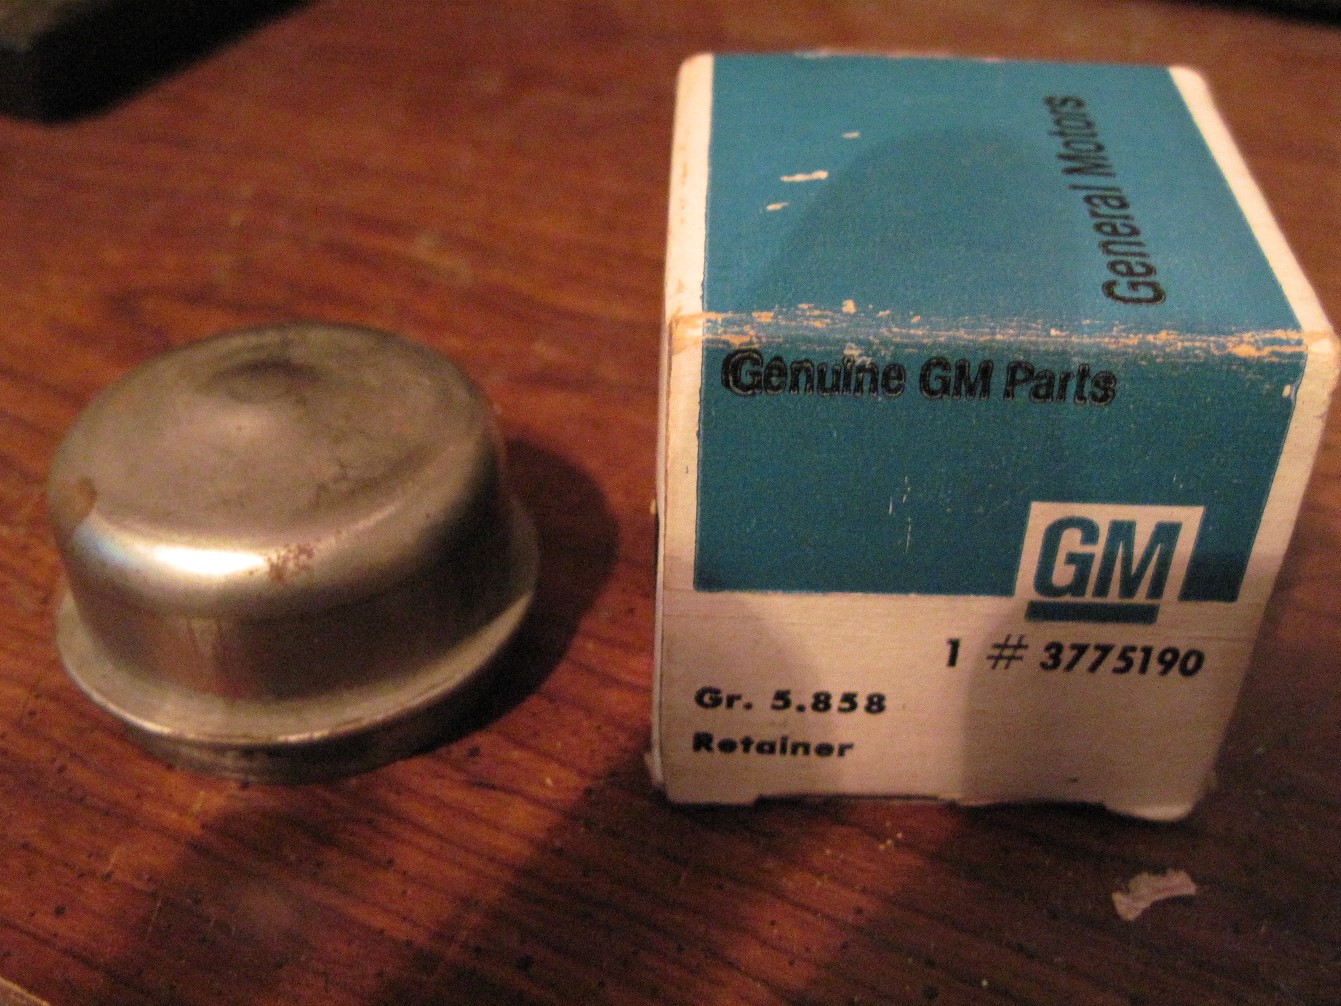 General Motors
Genuine GM Parts
GM
1 # 3775190
Gr. 5.858
Retainer